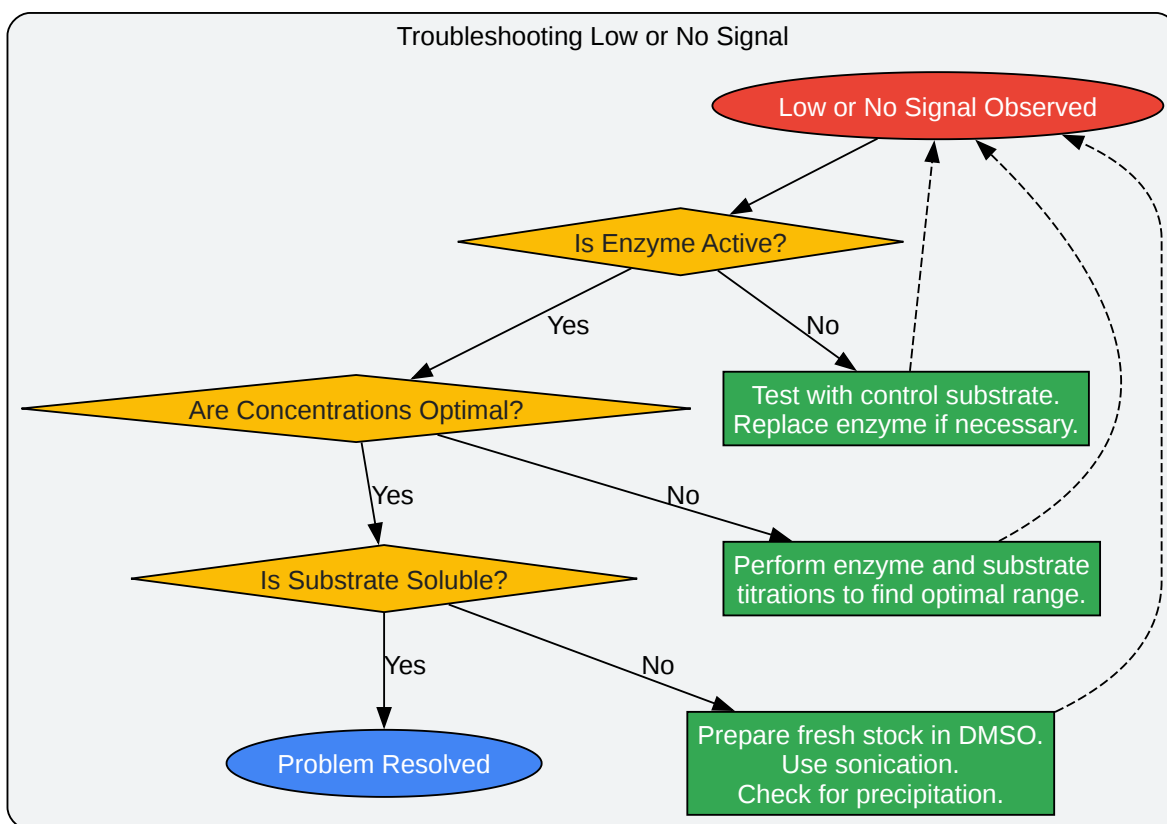 Troubleshooting Low or No Signal
Low or No Signal Observed
Is Enzyme Active?
Yes
No
Test with control substrate.
Replace enzyme if necessary.
Are Concentrations Optimal?
Yes
No
Perform enzyme and substrate
titrations to find optimal range.
Is Substrate Soluble?
Yes
No
Prepare fresh stock in DMSO.
Use sonication.
Check for precipitation.
Problem Resolved